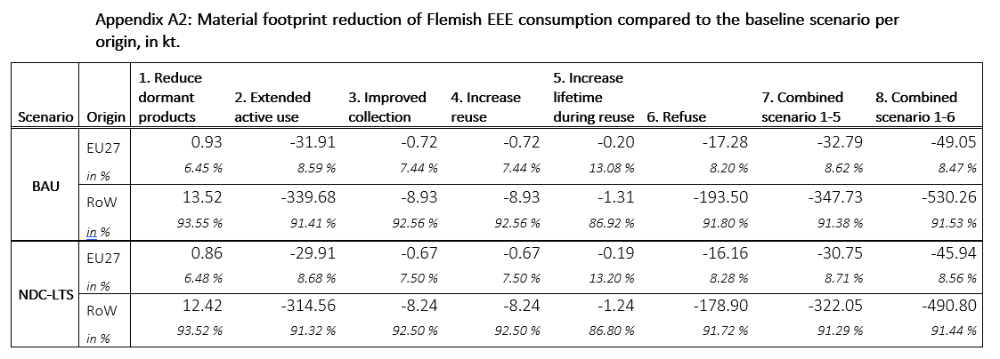 Appendix A2: Material footprint reduction of Flemish EEE consumption compared to the baseline scenario per
origin, in kt.
Scenario Origin 1. Reduce dormant products 2. Extended active use 3. Improved collection 4. Increase reuse 5. Increase lifetime during reuse 6. Refuse 7. Combined scenario 1-5 8. Combined scenario 1-6
BAU
EU27 0.93 -31.91 -0.72 -0.72 -0.20 -17.28 -32.79 -49.05
in % 6.45 % 8.59 % 7.44 % 7.44 % 13.08 % 8.20 % 8.62 % 8.47 %
RoW 13.52 -339.68 -8.93 -8.93 -1.31 -193.50 -347.73 -530.26
in % 93.55 % 91.41 % 92.56 % 92.56 % 86.92 % 91.80 % 91.38 % 91.53 %
NDC-LTS
EU27 0.86 -29.91 -0.67 -0.67 -0.19 -16.16 -30.75 -45.94
in % 6.48 % 8.68 % 7.50 % 7.50 % 13.20 % 8.28 % 8.71 % 8.56 %
RoW 12.42 -314.56 -8.24 -8.24 -1.24 -178.90 -322.05 -490.80
in % 93.52 % 91.32 % 92.50 % 92.50 % 86.80 % 91.72 % 91.29 % 91.44 %